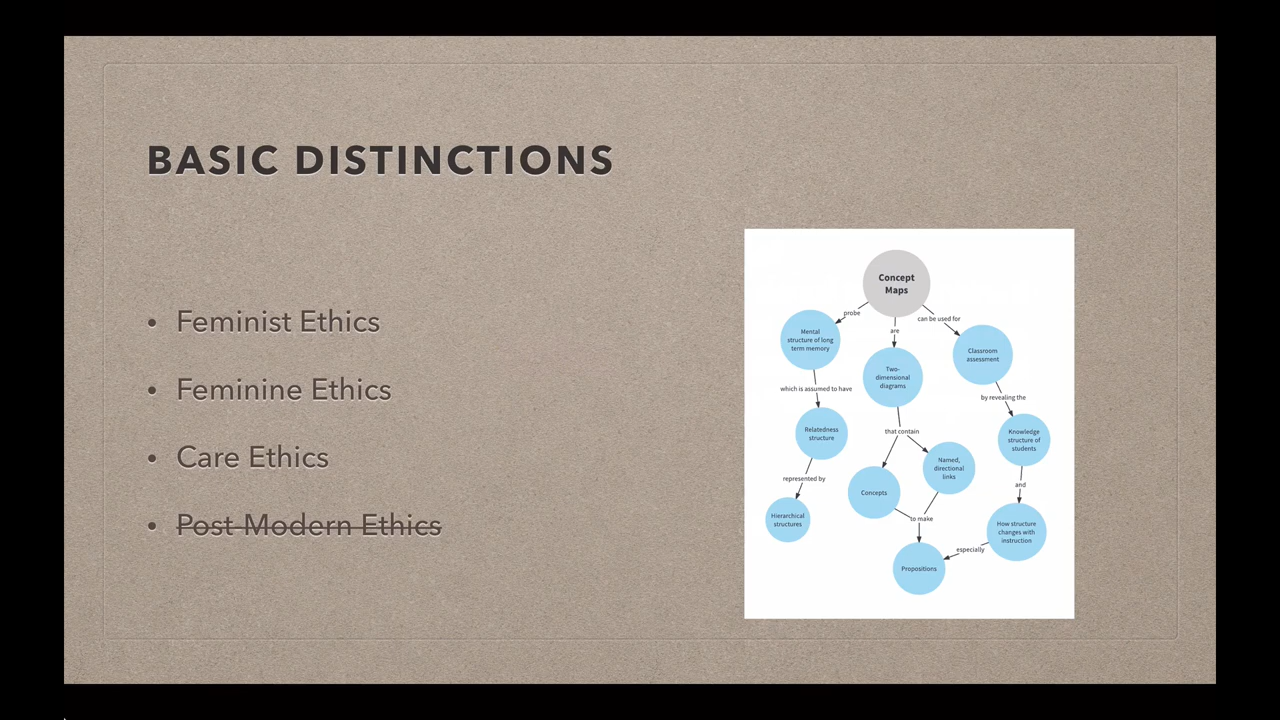 BASIC DISTINCTIONS
• Feminist Ethics
• Feminine Ethics
• Care Ethics
• Post-Modern Ethics
Concept
Maps
probe
are
can be used for
Mental
structure of long
term memory
Two-
dimensional
diagrams
Classroom
assessment
which is assumed to have
by revealing the
Relatedness
structure
that contain
Knowledge
structure of
students
Named,
directional
links
represented by
and
Concepts
Hierarchical
structures
to make
How structure
changes with
instruction
especially
Propositions